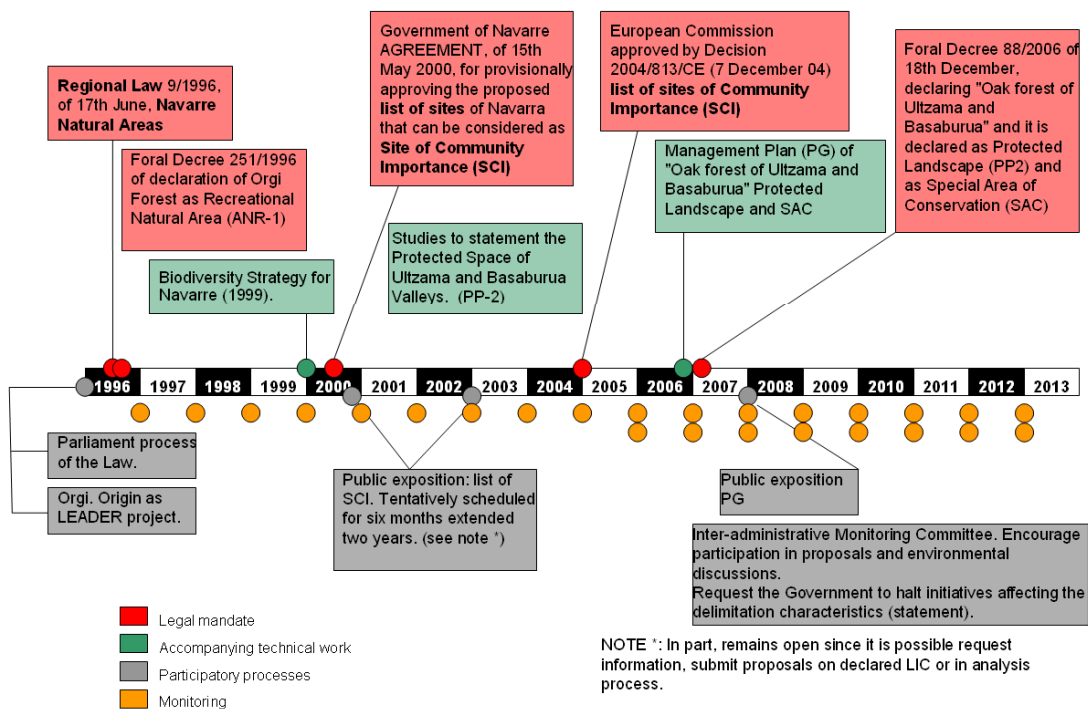 Regional Law 9/1996,
of 17th June, Navarre
Natural Areas
Foral Decree 251/1996
of declaration of Orgi
Forest as Recreational
Natural Area (ANR-1)
Biodiversity Strategy for
Navarre (1999).
Government of Navarre
AGREEMENT, of 15th
May 2000, for provisionally
approving the proposed
list of sites of Navarra
that can be considered as
Site of Community
Importance (SCI)
Studies to statement the
Protected Space of
Ultzama and Basaburua
Valleys. (PP-2)
European Commission
approved by Decision
2004/813/CE (7 December 04)
list of sites of Community
Importance (SCI)
Management Plan (PG) of
"Oak forest of Ultzama and
Basaburua" Protected
Landscape and SAC
Foral Decree 88/2006 of
18th December,
declaring "Oak forest of
Ultzama and
Basaburua" and it is
declared as Protected
Landscape (PP2) and
as Special Area of
Conservation (SAC)
1996 1997 1998 1999 2000 2001 2002 2003 2004 2005 2006 2007 2008 2009 2010 2011 2012 2013
Parliament process
of the Law.
Orgi. Origin as
LEADER project.
Public exposition: list of
SCI. Tentatively scheduled
for six months extended
two years. (see note *)
Public exposition
PG
Inter-administrative Monitoring Committee. Encourage
participation in proposals and environmental
discussions.
Request the Government to halt initiatives affecting the
delimitation characteristics (statement).
Legal mandate
Accompanying technical work
Participatory processes
Monitoring
NOTE *: In part, remains open since it is possible request
information, submit proposals on declared LIC or in analysis
process.